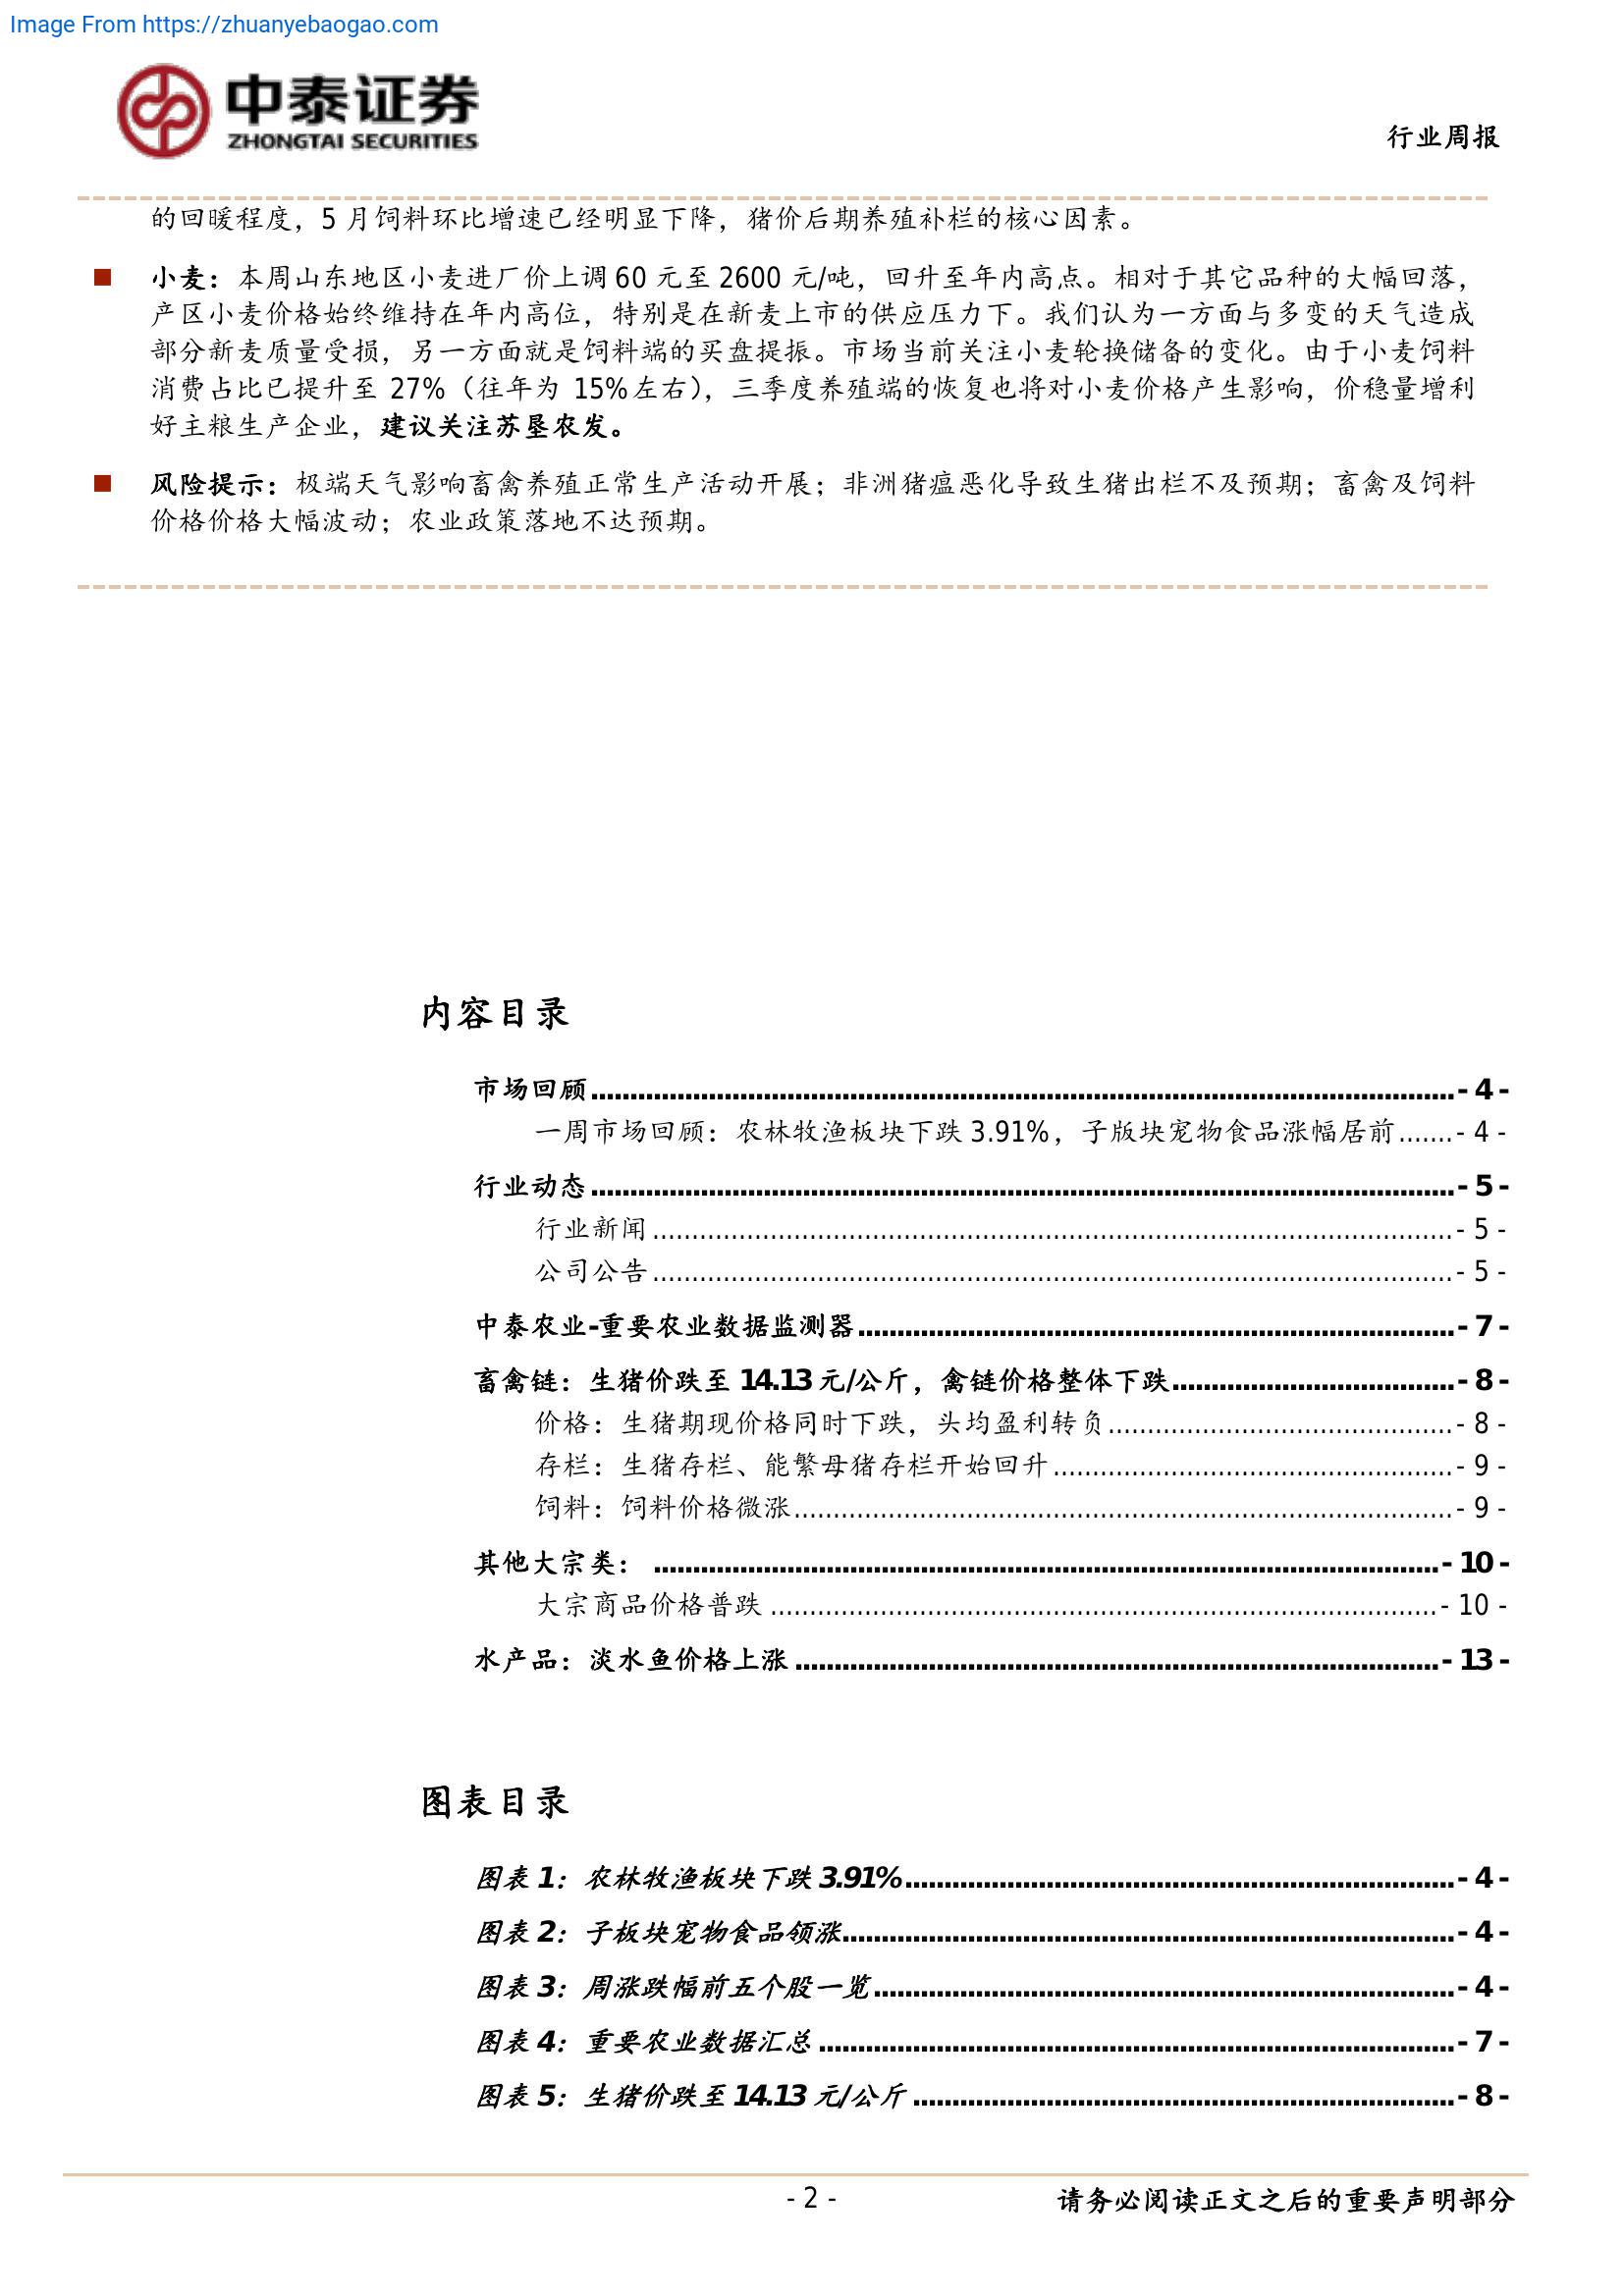 Image From https://zhuanyebaogao.com
中泰证券
ZHONGTAI SECURITIES
行业周报
的回暖程度，5 月饲料环比增速已经明显下降，猪价后期养殖补栏的核心因素。
小麦：本周山东地区小麦进厂价上调 60 元至 2600 元/吨，回升至年内高点。相对于其它品种的大幅回落，
产区小麦价格始终维持在年内高位，特别是在新麦上市的供应压力下。我们认为一方面与多变的天气造成
部分新麦质量受损，另一方面就是饲料端的买盘提振。市场当前关注小麦轮换储备的变化。由于小麦饲料
消费占比已提升至 27%（往年为 15%左右），三季度养殖端的恢复也将对小麦价格产生影响，价稳量增利
好主粮生产企业，建议关注苏垦农发。
风险提示：极端天气影响畜禽养殖正常生产活动开展；非洲猪瘟恶化导致生猪出栏不及预期；畜禽及饲料
价格价格大幅波动；农业政策落地不达预期。
内容目录
市场回顾 - 4 -
一周市场回顾：农林牧渔板块下跌 3.91%，子版块宠物食品涨幅居前 - 4 -
行业动态 - 5 -
行业新闻 - 5 -
公司公告 - 5 -
中泰农业-重要农业数据监测器 - 7 -
畜禽链：生猪价跌至 14.13 元/公斤，禽链价格整体下跌 - 8 -
价格：生猪期现价格同时下跌，头均盈利转负 - 8 -
存栏：生猪存栏、能繁母猪存栏开始回升 - 9 -
饲料：饲料价格微涨 - 9 -
其他大宗类： - 10 -
大宗商品价格普跌 - 10 -
水产品：淡水鱼价格上涨 - 13 -
图表目录
图表 1：农林牧渔板块下跌 3.91% - 4 -
图表 2：子板块宠物食品领涨 - 4 -
图表 3：周涨跌幅前五个股一览 - 4 -
图表 4：重要农业数据汇总 - 7 -
图表 5：生猪价跌至 14.13 元/公斤 - 8 -
- 2 -
请务必阅读正文之后的重要声明部分